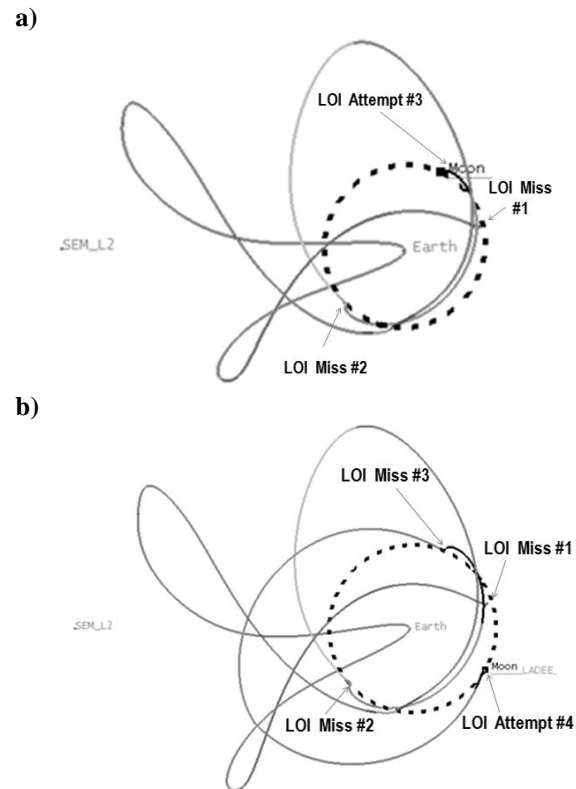 a)
LOI Attempt #3
Moon
LOI Miss
#1
SEM_L2
Earth
LOI Miss #2
b)
LOI Miss #3
LOI Miss #1
SEM_L2
Earth
Moon LADEE
LOI Miss #2
LOI Attempt #4